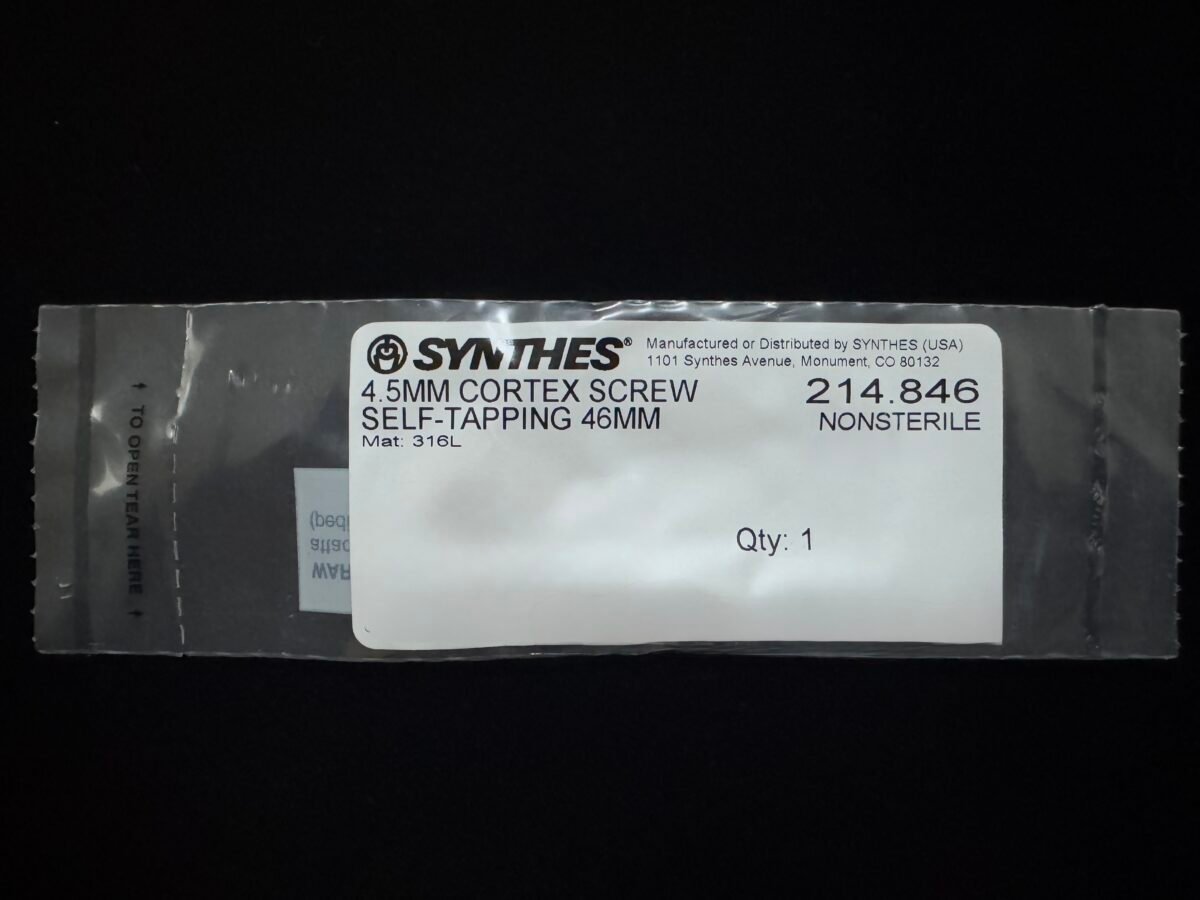 SYNTHES®
Manufactured or Distributed by SYNTHES (USA)
1101 Synthes Avenue, Monument, CO 80132
4.5MM CORTEX SCREW
SELF-TAPPING 46MM
Mat: 316L
214.846
NONSTERILE
Qty: 1
↑ TO OPEN TEAR HERE ↑